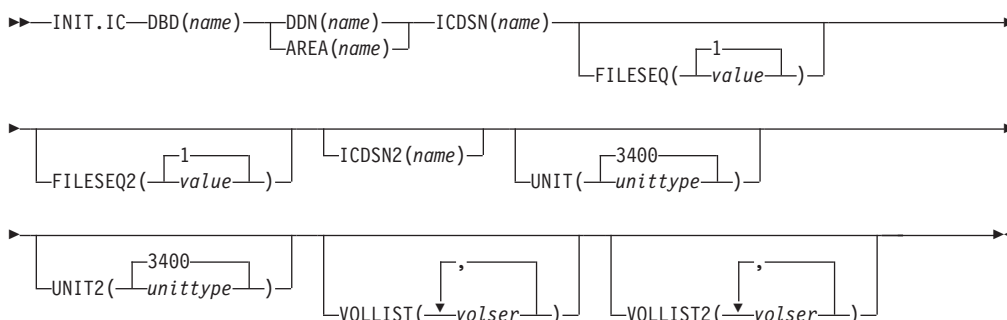 INIT.IC DBD(name) DDN(name) ICDSN(name)
AREA(name) 1
FILESEQ( value )
1 ICDSN2(name) 3400
FILESEQ2( value ) UNIT( unittype )
3400 , ,
UNIT2( unittype ) VOLLIST( volser ) VOLLIST2( volser )